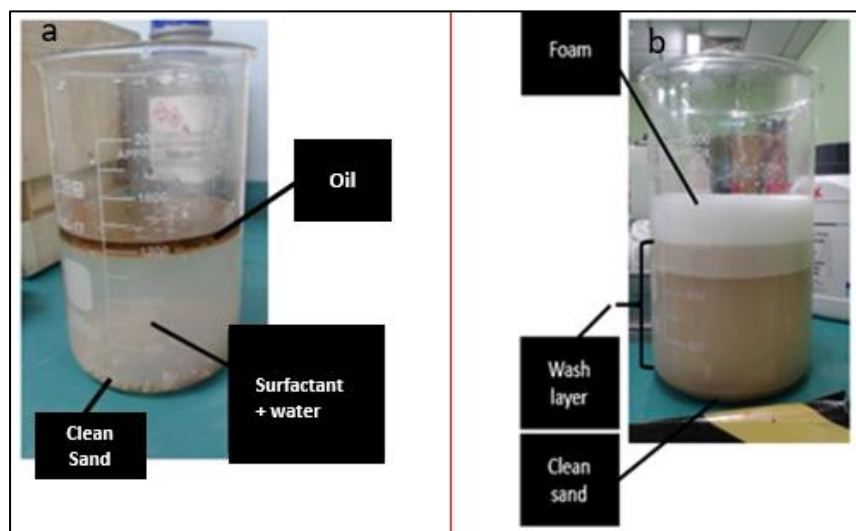 a
Oil
Surfactant
+ water
Clean
Sand
b
Foam
Wash
layer
Clean
sand